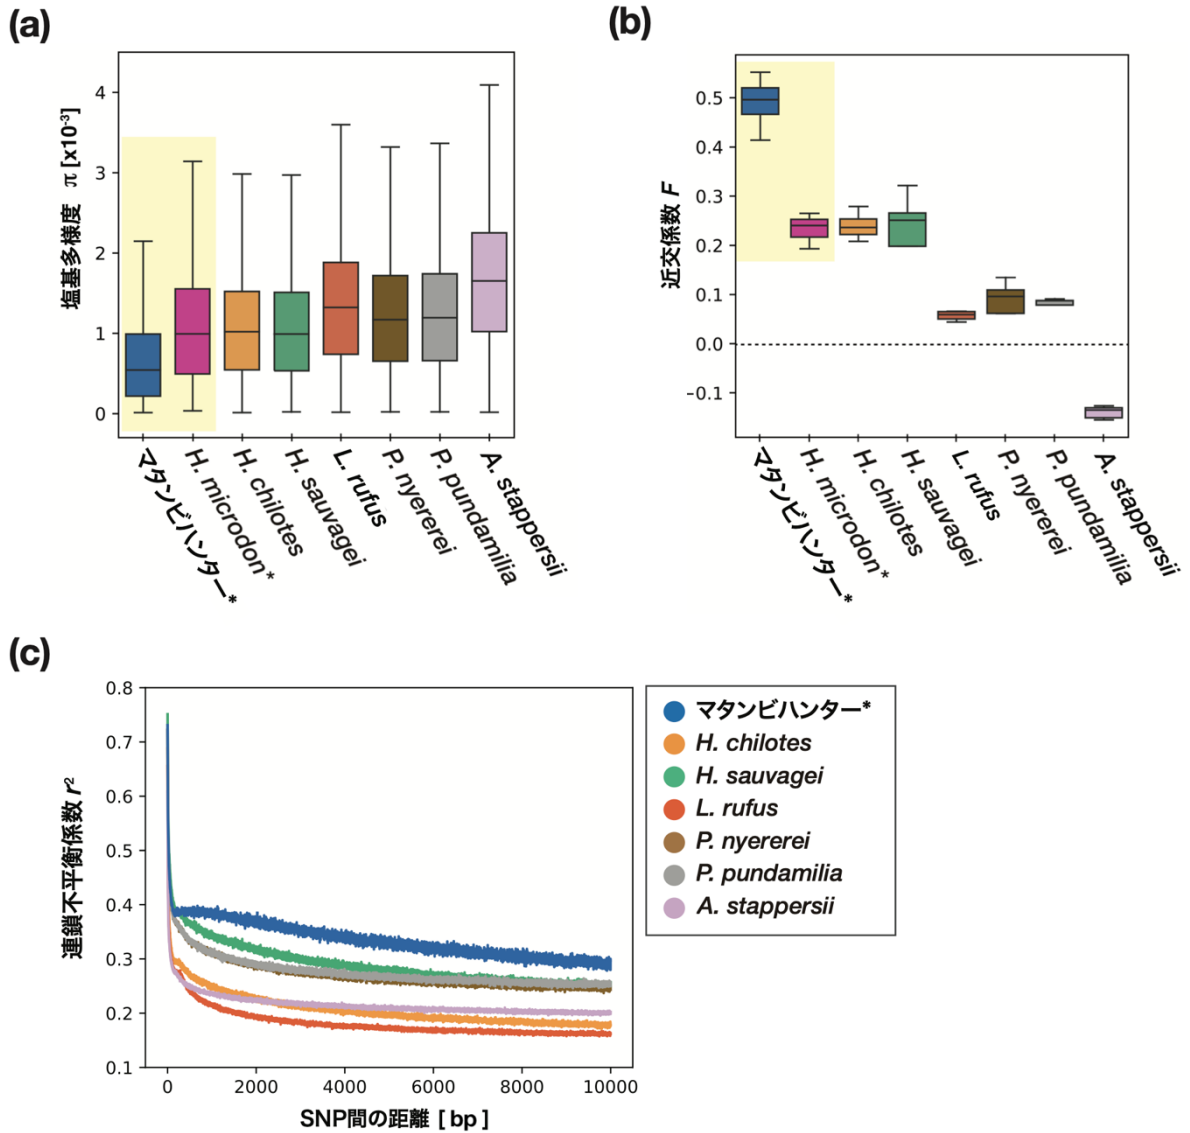 (a)
塩基多様度 π [x10⁻³]
4
3
2
1
0
マタンビハンター*
H. microdon*
H. chilotes
H. sauvagei
L. rufus
P. nyererei
P. pundamilia
A. stappersii
(b)
近交係数 F
0.5
0.4
0.3
0.2
0.1
0.0
−0.1
マタンビハンター*
H. microdon*
H. chilotes
H. sauvagei
L. rufus
P. nyererei
P. pundamilia
A. stappersii
(c)
連鎖不平衡係数 r²
0.8
0.7
0.6
0.5
0.4
0.3
0.2
0.1
0 2000 4000 6000 8000 10000
SNP間の距離 [ bp ]
マタンビハンター*
H. chilotes
H. sauvagei
L. rufus
P. nyererei
P. pundamilia
A. stappersii